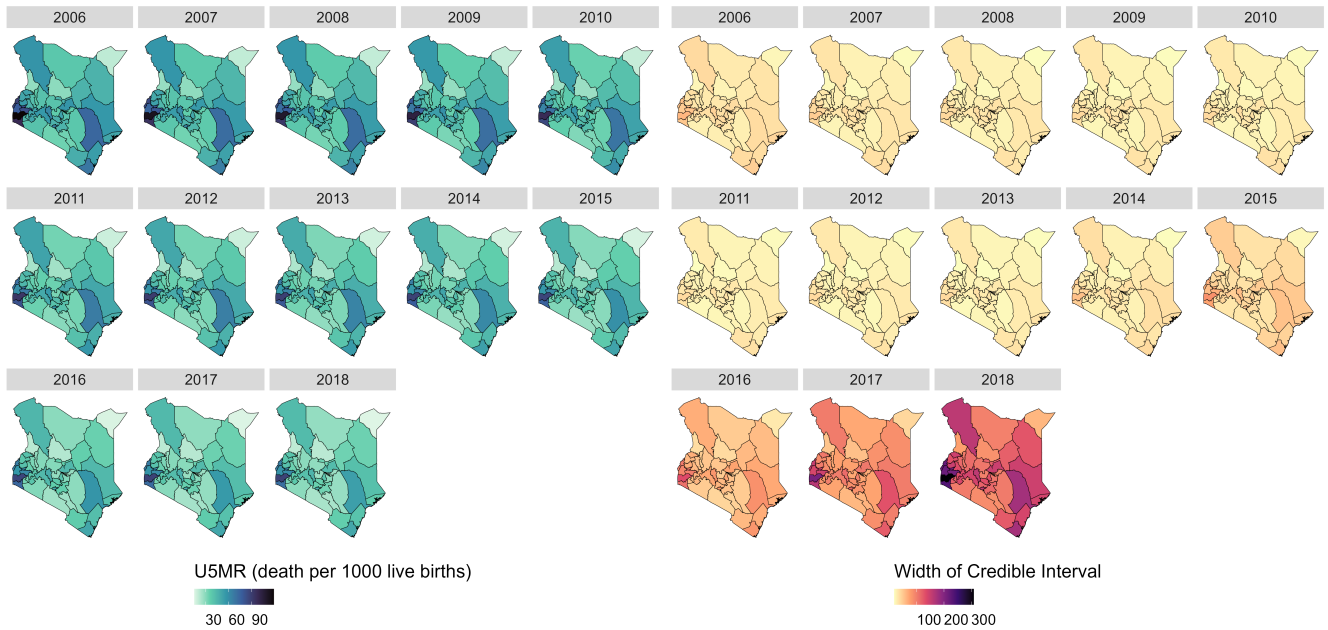 2006 2007 2008 2009 2010 2006 2007 2008 2009 2010
2011 2012 2013 2014 2015 2011 2012 2013 2014 2015
2016 2017 2018 2016 2017 2018
U5MR (death per 1000 live births) Width of Credible Interval
30 60 90 100 200 300